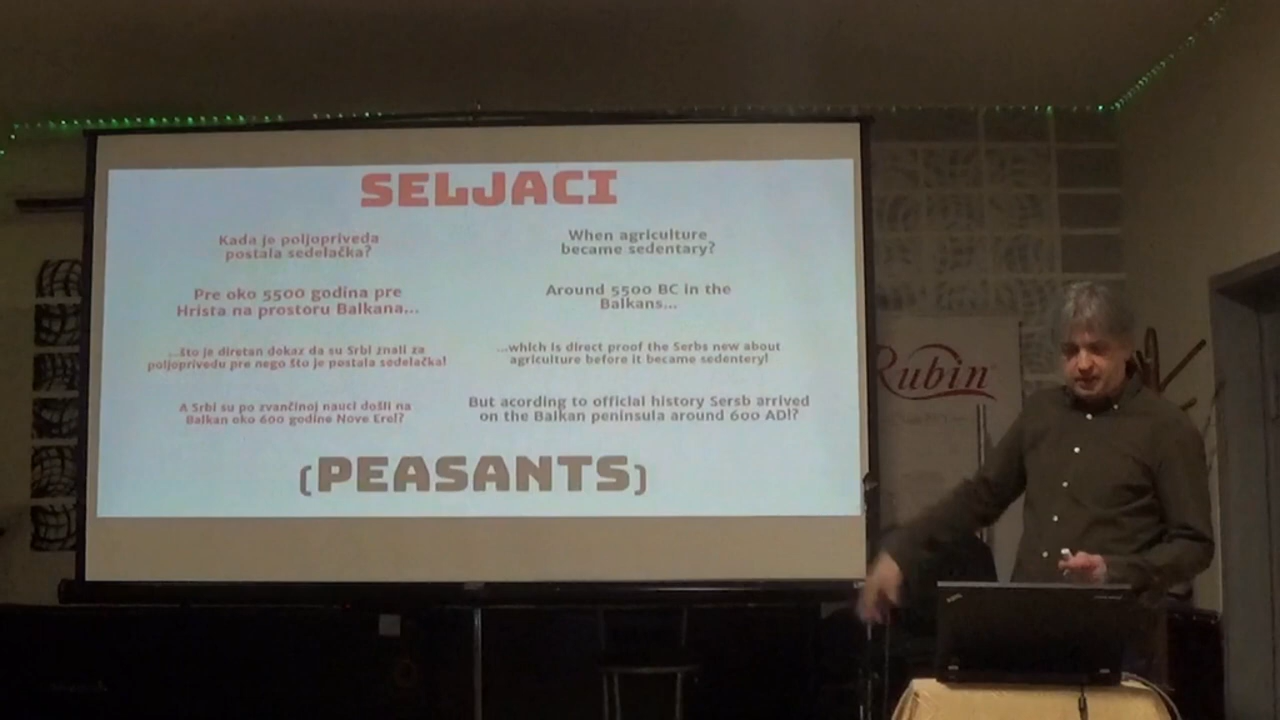 SELJACI
Kada je poljoprivеda
postala sedelačka?
When agriculture
became sedentary?
Pre oko 5500 godina pre
Hrista na prostoru Balkana...
Around 5500 BC in the
Balkans...
...što je diretan dokaz da su Srbi znali za
poljoprivedu pre nego što je postala sedelačka!
...which is direct proof the Serbs new about
agriculture before it became sedentery!
A Srbi su po zvančinoj nauci došli na
Balkan oko 600 godine Nove Ere!?
But acording to official history Sersb arrived
on the Balkan peninsula around 600 AD!?
(PEASANTS)
Rubin